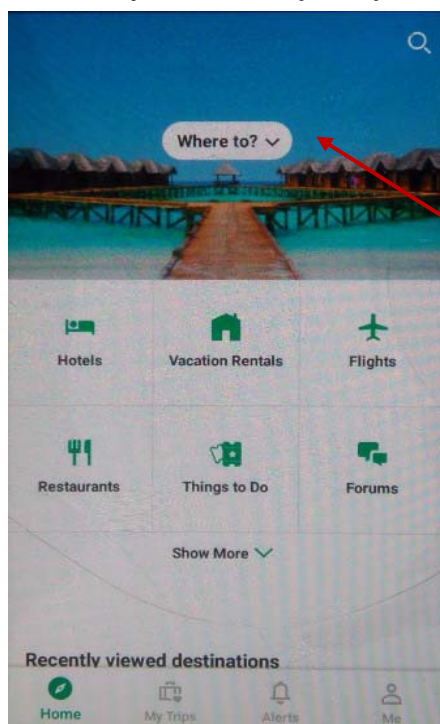 Where to?
Hotels
Vacation Rentals
Flights
Restaurants
Things to Do
Forums
Show More
Recently viewed destinations
Home
My Trips
Alerts
Me